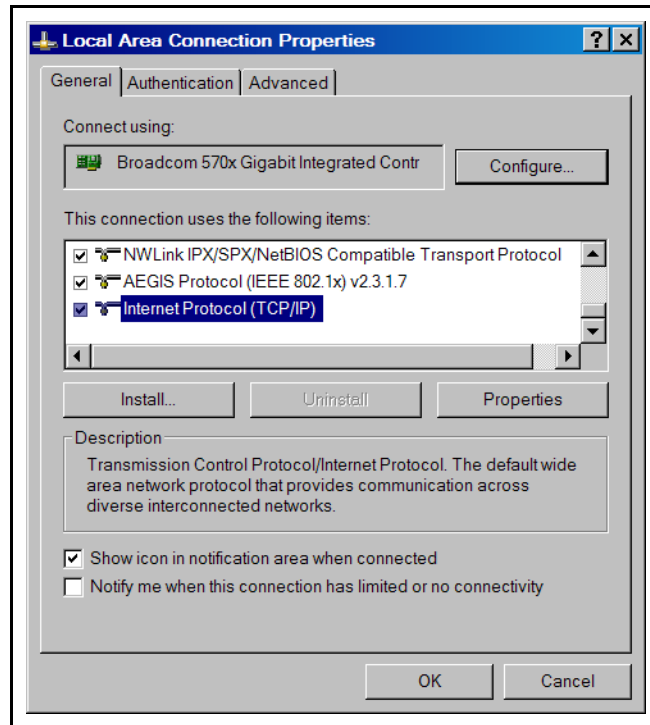 Local Area Connection Properties
General Authentication Advanced
Connect using:
Broadcom 570x Gigabit Integrated Contr Configure...
This connection uses the following items:
NWLink IPX/SPX/NetBIOS Compatible Transport Protocol
AEGIS Protocol (IEEE 802.1x) v2.3.1.7
Internet Protocol (TCP/IP)
Install... Uninstall Properties
Description
Transmission Control Protocol/Internet Protocol. The default wide
area network protocol that provides communication across
diverse interconnected networks.
Show icon in notification area when connected
Notify me when this connection has limited or no connectivity
OK Cancel